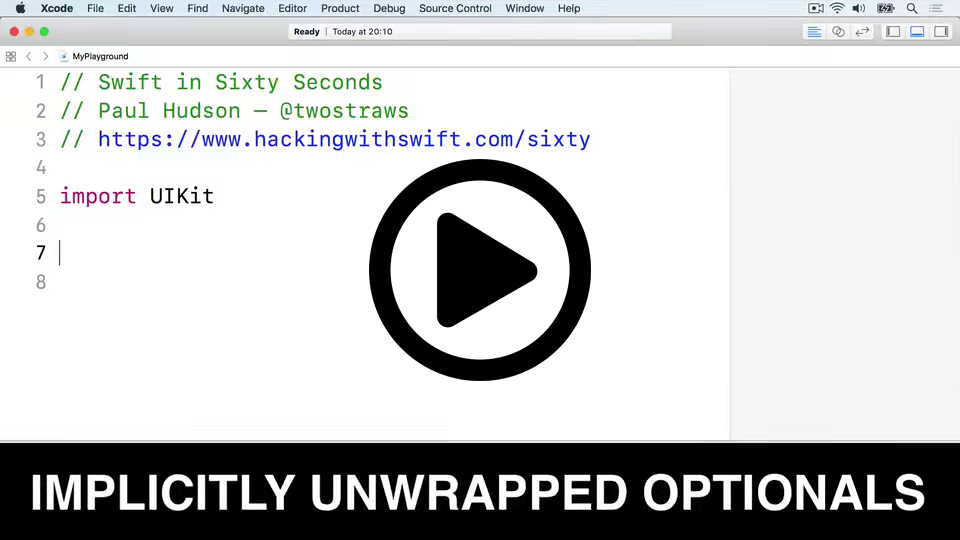 Xcode File Edit View Find Navigate Editor Product Debug Source Control Window Help
Ready | Today at 20:10
MyPlayground
1 // Swift in Sixty Seconds
2 // Paul Hudson — @twostraws
3 // https://www.hackingwithswift.com/sixty
4
5 import UIKit
6
7
8
IMPLICITLY UNWRAPPED OPTIONALS